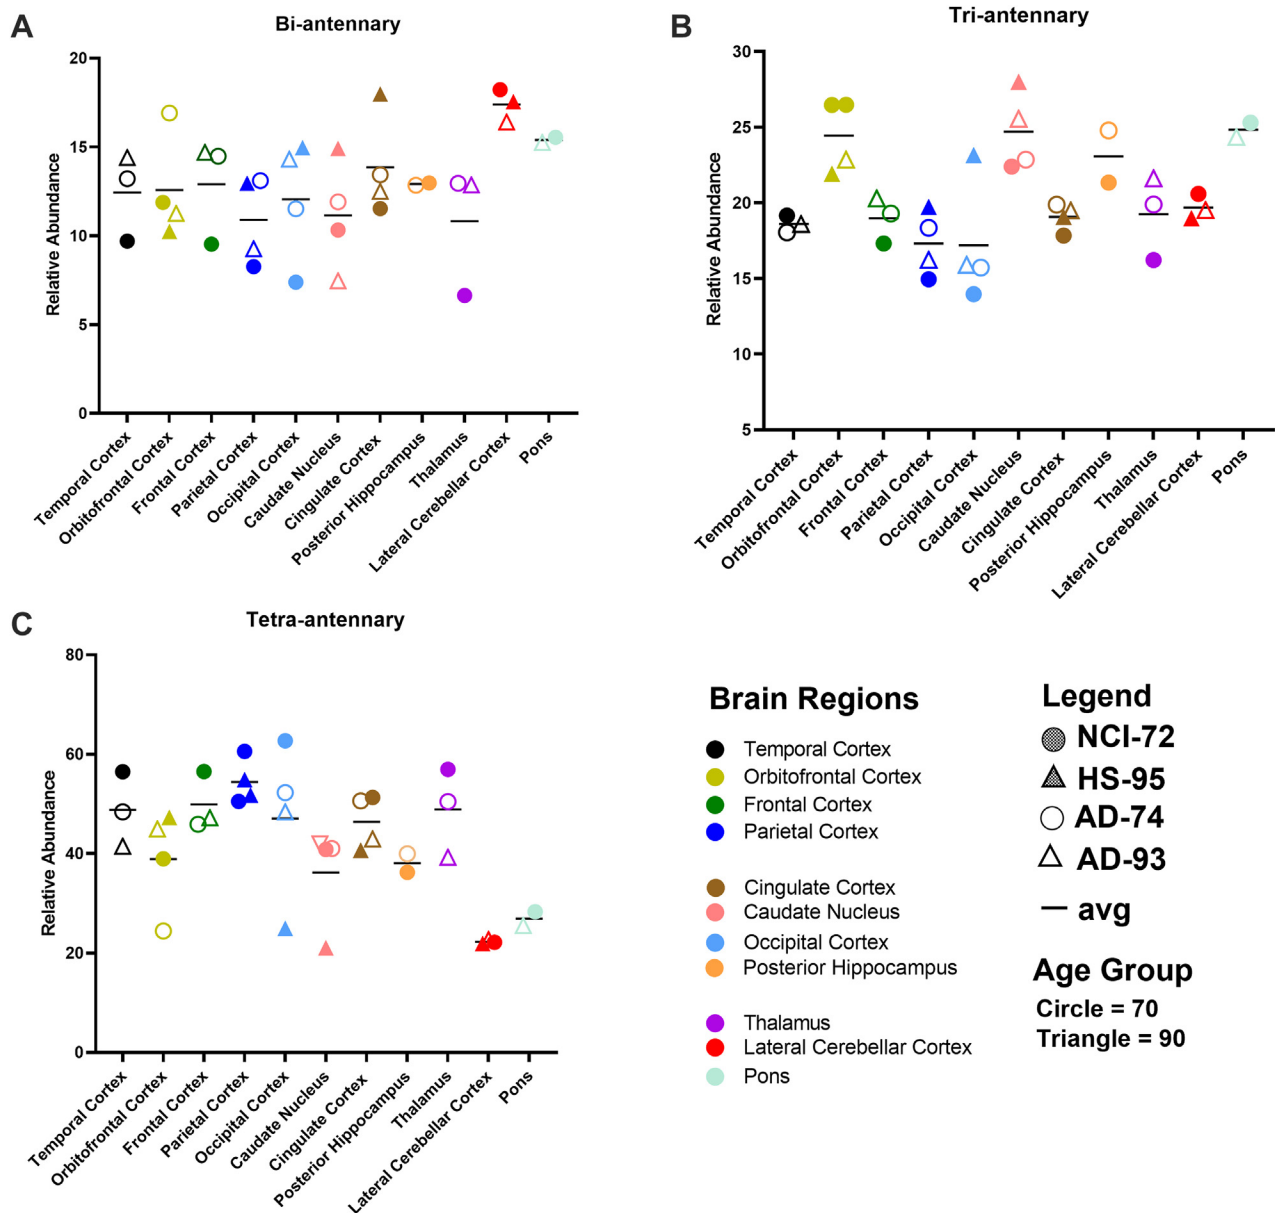 A
Bi-antennary
Relative Abundance
20
15
10
5
0
Temporal Cortex
Orbitofrontal Cortex
Frontal Cortex
Parietal Cortex
Occipital Cortex
Caudate Nucleus
Cingulate Cortex
Posterior Hippocampus
Thalamus
Lateral Cerebellar Cortex
Pons
B
Tri-antennary
Relative Abundance
30
25
20
15
10
5
Temporal Cortex
Orbitofrontal Cortex
Frontal Cortex
Parietal Cortex
Occipital Cortex
Caudate Nucleus
Cingulate Cortex
Posterior Hippocampus
Thalamus
Lateral Cerebellar Cortex
Pons
C
Tetra-antennary
Relative Abundance
80
60
40
20
0
Temporal Cortex
Orbitofrontal Cortex
Frontal Cortex
Parietal Cortex
Occipital Cortex
Caudate Nucleus
Cingulate Cortex
Posterior Hippocampus
Thalamus
Lateral Cerebellar Cortex
Pons
Brain Regions
Temporal Cortex
Orbitofrontal Cortex
Frontal Cortex
Parietal Cortex
Cingulate Cortex
Caudate Nucleus
Occipital Cortex
Posterior Hippocampus
Thalamus
Lateral Cerebellar Cortex
Pons
Legend
NCI-72
HS-95
AD-74
AD-93
avg
Age Group
Circle = 70
Triangle = 90